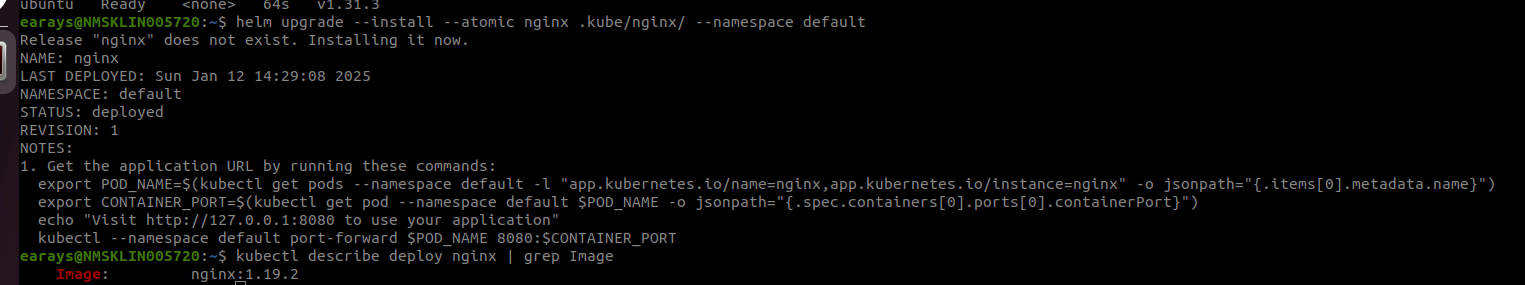 ubuntu   Ready    <none>   64s   v1.31.3
earays@NMSKLIN005720:~$ helm upgrade --install --atomic nginx .kube/nginx/ --namespace default
Release "nginx" does not exist. Installing it now.
NAME: nginx
LAST DEPLOYED: Sun Jan 12 14:29:08 2025
NAMESPACE: default
STATUS: deployed
REVISION: 1
NOTES:
1. Get the application URL by running these commands:
  export POD_NAME=$(kubectl get pods --namespace default -l "app.kubernetes.io/name=nginx,app.kubernetes.io/instance=nginx" -o jsonpath="{.items[0].metadata.name}")
  export CONTAINER_PORT=$(kubectl get pod --namespace default $POD_NAME -o jsonpath="{.spec.containers[0].ports[0].containerPort}")
  echo "Visit http://127.0.0.1:8080 to use your application"
  kubectl --namespace default port-forward $POD_NAME 8080:$CONTAINER_PORT
earays@NMSKLIN005720:~$ kubectl describe deploy nginx | grep Image
    Image:         nginx:1.19.2